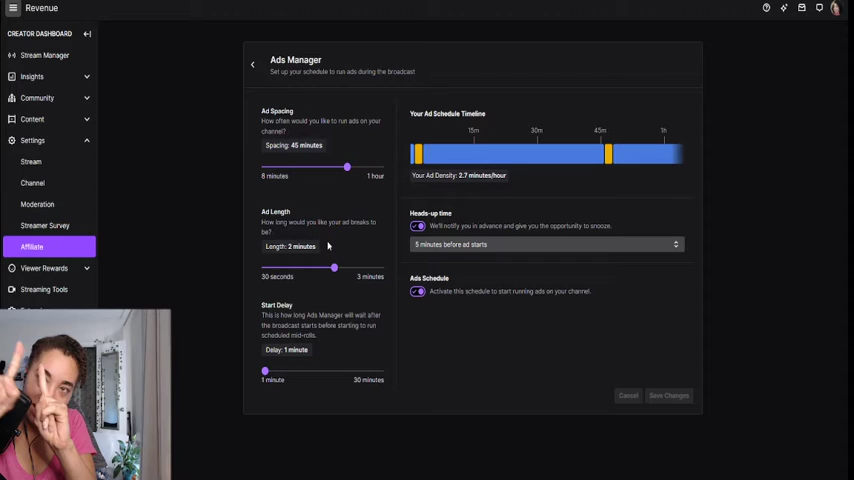 Revenue
CREATOR DASHBOARD
Stream Manager
Insights
Community
Content
Settings
Stream
Channel
Moderation
Streamer Survey
Affiliate
Viewer Rewards
Streaming Tools
Ads Manager
Set up your schedule to run ads during the broadcast
Ad Spacing
How often would you like to run ads on your
channel?
Spacing: 45 minutes
8 minutes 1 hour
Ad Length
How long would you like your ad breaks to
be?
Length: 2 minutes
30 seconds 3 minutes
Start Delay
This is how long Ads Manager will wait
after the broadcast starts before starting to run
scheduled mid-rolls.
Delay: 1 minute
1 minute 30 minutes
Your Ad Schedule Timeline
15m 30m 45m 1h
Your Ad Density: 2.7 minutes/hour
Heads-up time
We'll notify you in advance and give you the opportunity to snooze.
5 minutes before ad starts
Ads Schedule
Activate this schedule to start running ads on your channel.
Cancel Save Changes